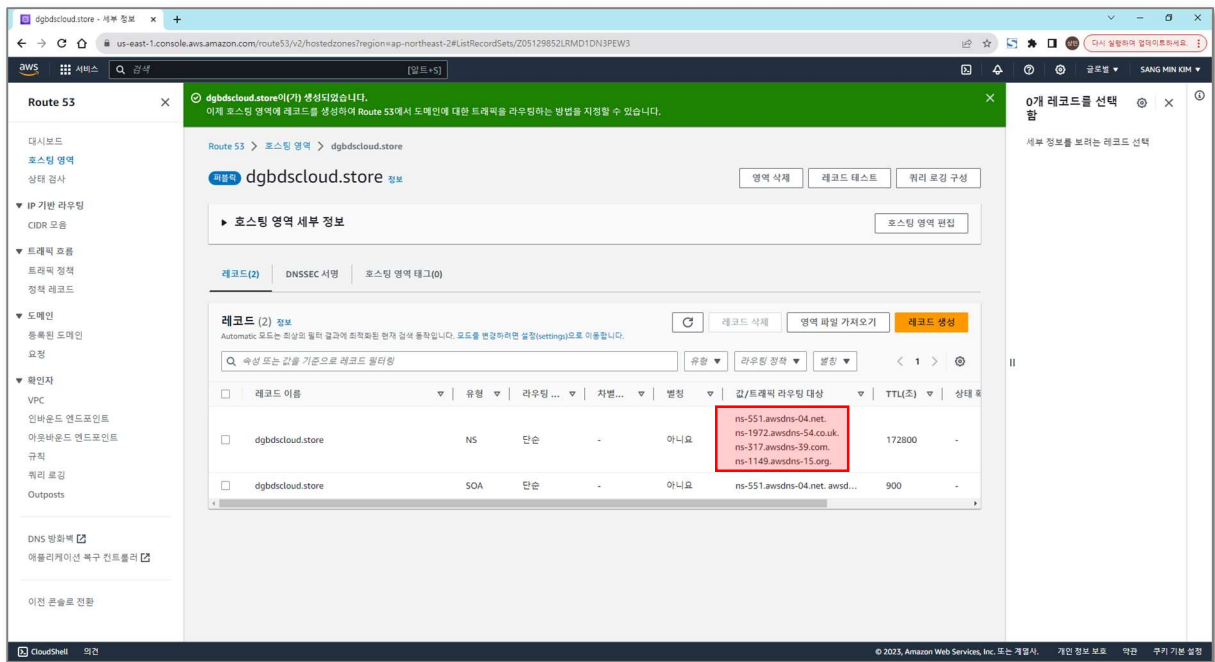 dgbdscloud.store - 세부 정보
us-east-1.console.aws.amazon.com/route53/v2/hostedzones?region=ap-northeast-2#ListRecordSets/Z05129852LRMD1DN3PEW3
다시 실행하여 업데이트하세요.
aws 서비스 검색 [알트+S] 글로벌 SANG MIN KIM
Route 53
대시보드
호스팅 영역
상태 검사
IP 기반 라우팅
CIDR 모음
트래픽 흐름
트래픽 정책
정책 레코드
도메인
등록된 도메인
요청
확인자
VPC
인바운드 엔드포인트
아웃바운드 엔드포인트
규칙
쿼리 로깅
Outposts
DNS 방화벽
애플리케이션 복구 컨트롤러
이전 콘솔로 전환
dgbdscloud.store이(가) 생성되었습니다.
이제 호스팅 영역에 레코드를 생성하여 Route 53에서 도메인에 대한 트래픽을 라우팅하는 방법을 지정할 수 있습니다.
Route 53 > 호스팅 영역 > dgbdscloud.store
퍼블릭 dgbdscloud.store 정보
영역 삭제 레코드 테스트 쿼리 로깅 구성
호스팅 영역 세부 정보
호스팅 영역 편집
레코드(2) DNSSEC 서명 호스팅 영역 태그(0)
레코드 (2) 정보
Automatic 모드는 최상의 필터 결과에 최적화된 현재 검색 동작입니다. 모드를 변경하려면 설정(settings)으로 이동합니다.
레코드 삭제 영역 파일 가져오기 레코드 생성
속성 또는 값을 기준으로 레코드 필터링
유형 라우팅 정책 별칭 1
레코드 이름 유형 라우팅 ... 차별... 별칭 값/트래픽 라우팅 대상 TTL(초) 상태 확
dgbdscloud.store NS 단순 - 아니요
ns-551.awsdns-04.net.
ns-1972.awsdns-54.co.uk.
ns-317.awsdns-39.com.
ns-1149.awsdns-15.org.
172800 -
dgbdscloud.store SOA 단순 - 아니요 ns-551.awsdns-04.net. awsd... 900 -
0개 레코드를 선택
함
세부 정보를 보려는 레코드 선택
CloudShell 의견
© 2023, Amazon Web Services, Inc. 또는 계열사. 개인 정보 보호 약관 쿠키 기본 설정